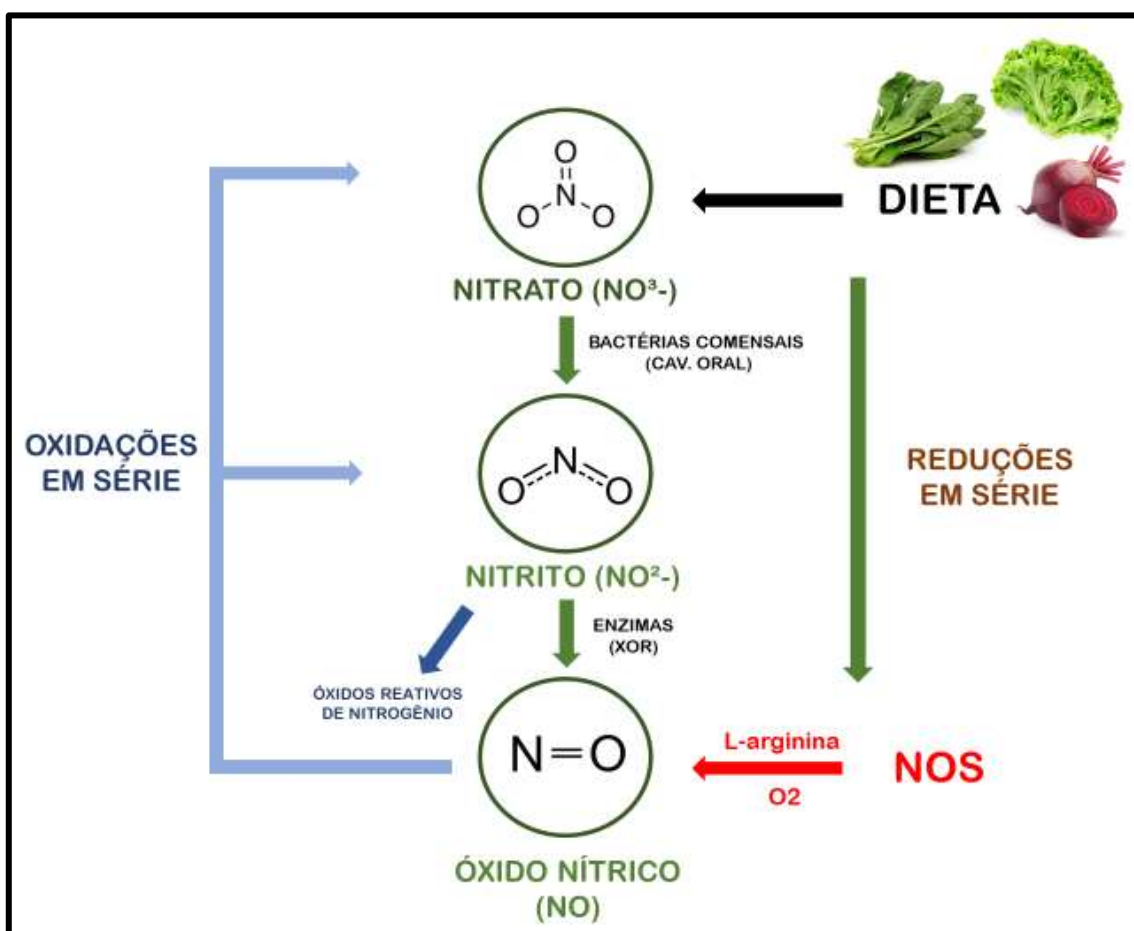 O
N
O
O
DIETA
NITRATO (NO³-)
BACTÉRIAS COMENSAIS
(CAV. ORAL)
OXIDAÇÕES
EM SÉRIE
N
O
O
REDUÇÕES
EM SÉRIE
NITRITO (NO²-)
ENZIMAS
(XOR)
ÓXIDOS REATIVOS
DE NITROGÊNIO
N=O
L-arginina
O2
NOS
ÓXIDO NÍTRICO
(NO)